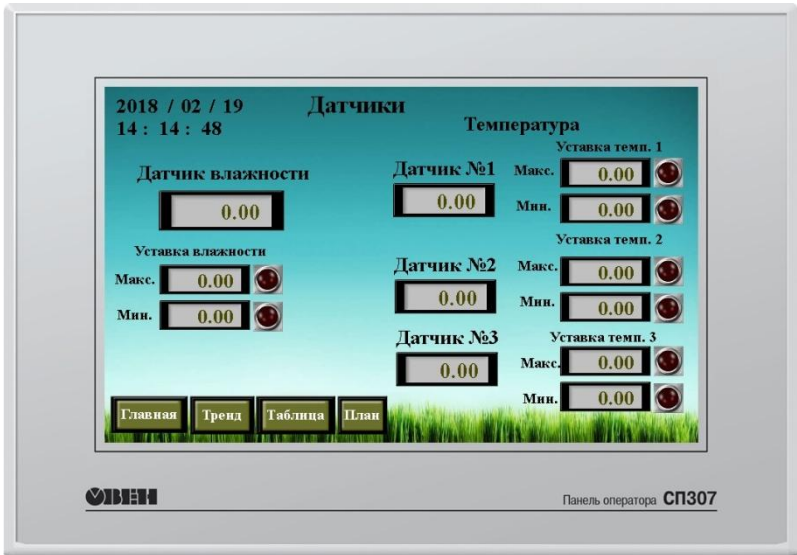 2018 / 02 / 19
14 : 14 : 48
Датчики
Температура
Датчик влажности
0.00
Уставка влажности
Макс. 0.00
Мин. 0.00
Датчик №1
0.00
Уставка темп. 1
Макс. 0.00
Мин. 0.00
Датчик №2
0.00
Уставка темп. 2
Макс. 0.00
Мин. 0.00
Датчик №3
0.00
Уставка темп. 3
Макс. 0.00
Мин. 0.00
Главная Тренд Таблица План
ОВЕН
Панель оператора СП307